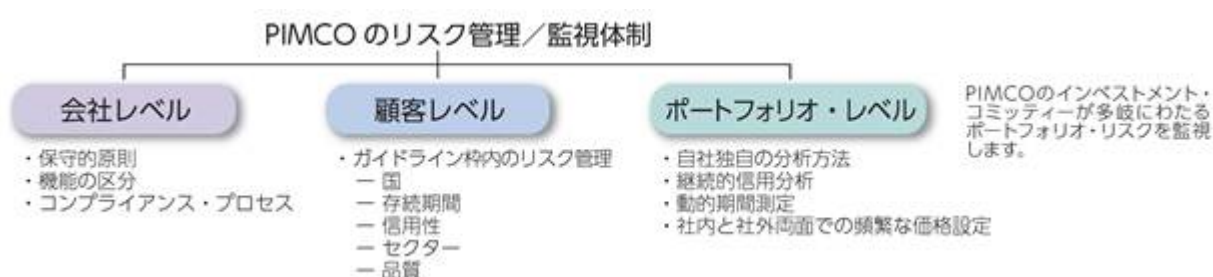 PIMCO のリスク管理／監視体制
会社レベル
・保守的原則
・機能の区分
・コンプライアンス・プロセス
顧客レベル
・ガイドライン枠内のリスク管理
— 国
— 存続期間
— 信用性
— セクター
— 品質
ポートフォリオ・レベル
・自社独自の分析方法
・継続的信用分析
・動的期間測定
・社内と社外両面での頻繁な価格設定
PIMCOのインベストメント・
コミッティーが多岐にわたる
ポートフォリオ・リスクを監視
します。